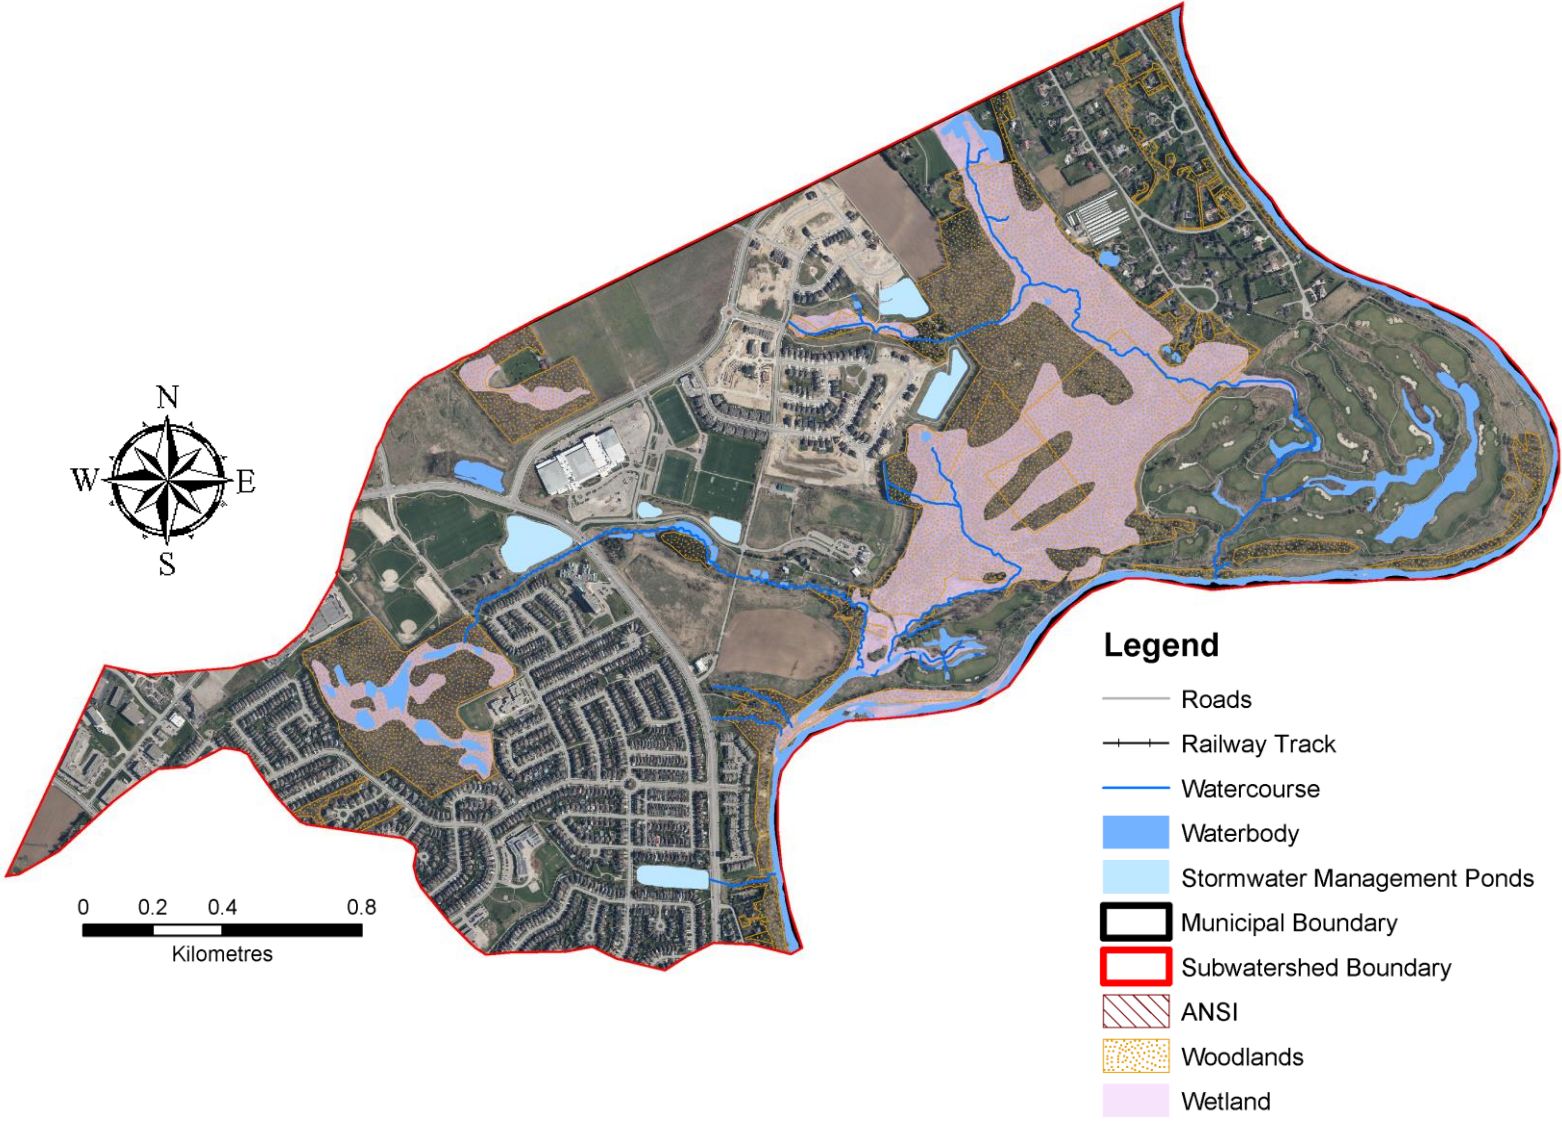 N
W E
S
0 0.2 0.4 0.8
Kilometres
Legend
Roads
Railway Track
Watercourse
Waterbody
Stormwater Management Ponds
Municipal Boundary
Subwatershed Boundary
ANSI
Woodlands
Wetland